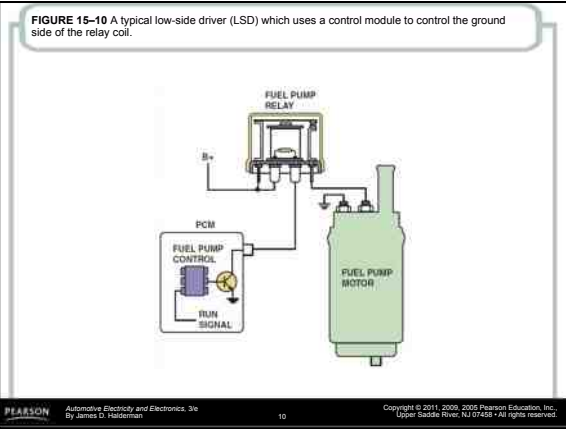 FIGURE 15–10 A typical low-side driver (LSD) which uses a control module to control the ground
side of the relay coil.
FUEL PUMP
RELAY
B+
PCM
FUEL PUMP
CONTROL
RUN
SIGNAL
FUEL PUMP
MOTOR
PEARSON
Automotive Electricity and Electronics, 3/e
By James D. Halderman
10
Copyright © 2011, 2009, 2005 Pearson Education, Inc.,
Upper Saddle River, NJ 07458 • All rights reserved.